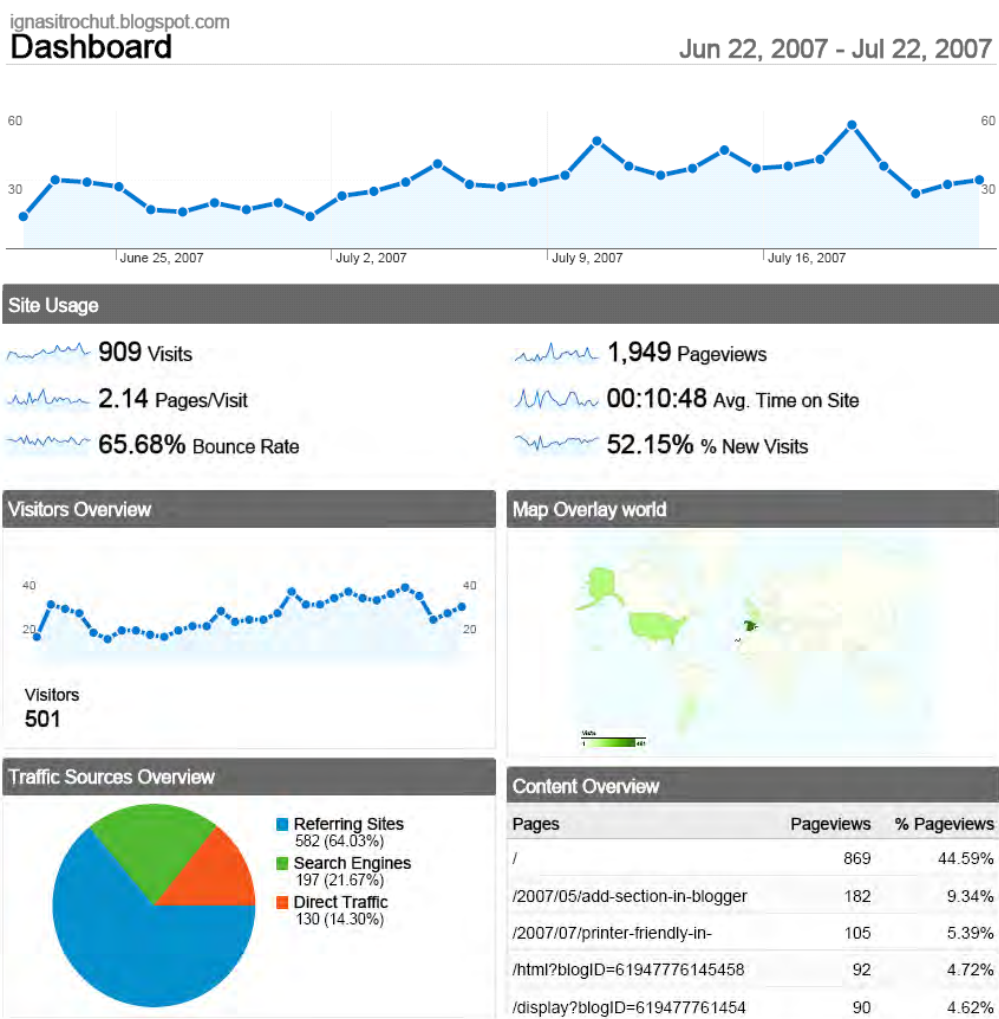 ignasitrochut.blogspot.com
Dashboard
Jun 22, 2007 - Jul 22, 2007
60 60
30 30
June 25, 2007 July 2, 2007 July 9, 2007 July 16, 2007
Site Usage
909 Visits
1,949 Pageviews
2.14 Pages/Visit
00:10:48 Avg. Time on Site
65.68% Bounce Rate
52.15% % New Visits
Visitors Overview
40 40
20 20
Visitors
501
Map Overlay world
Visits
1
Traffic Sources Overview
Referring Sites
582 (64.03%)
Search Engines
197 (21.67%)
Direct Traffic
130 (14.30%)
Content Overview
Pages Pageviews % Pageviews
/ 869 44.59%
/2007/05/add-section-in-blogger 182 9.34%
/2007/07/printer-friendly-in- 105 5.39%
/html?blogID=61947776145458 92 4.72%
/display?blogID=619477761454 90 4.62%